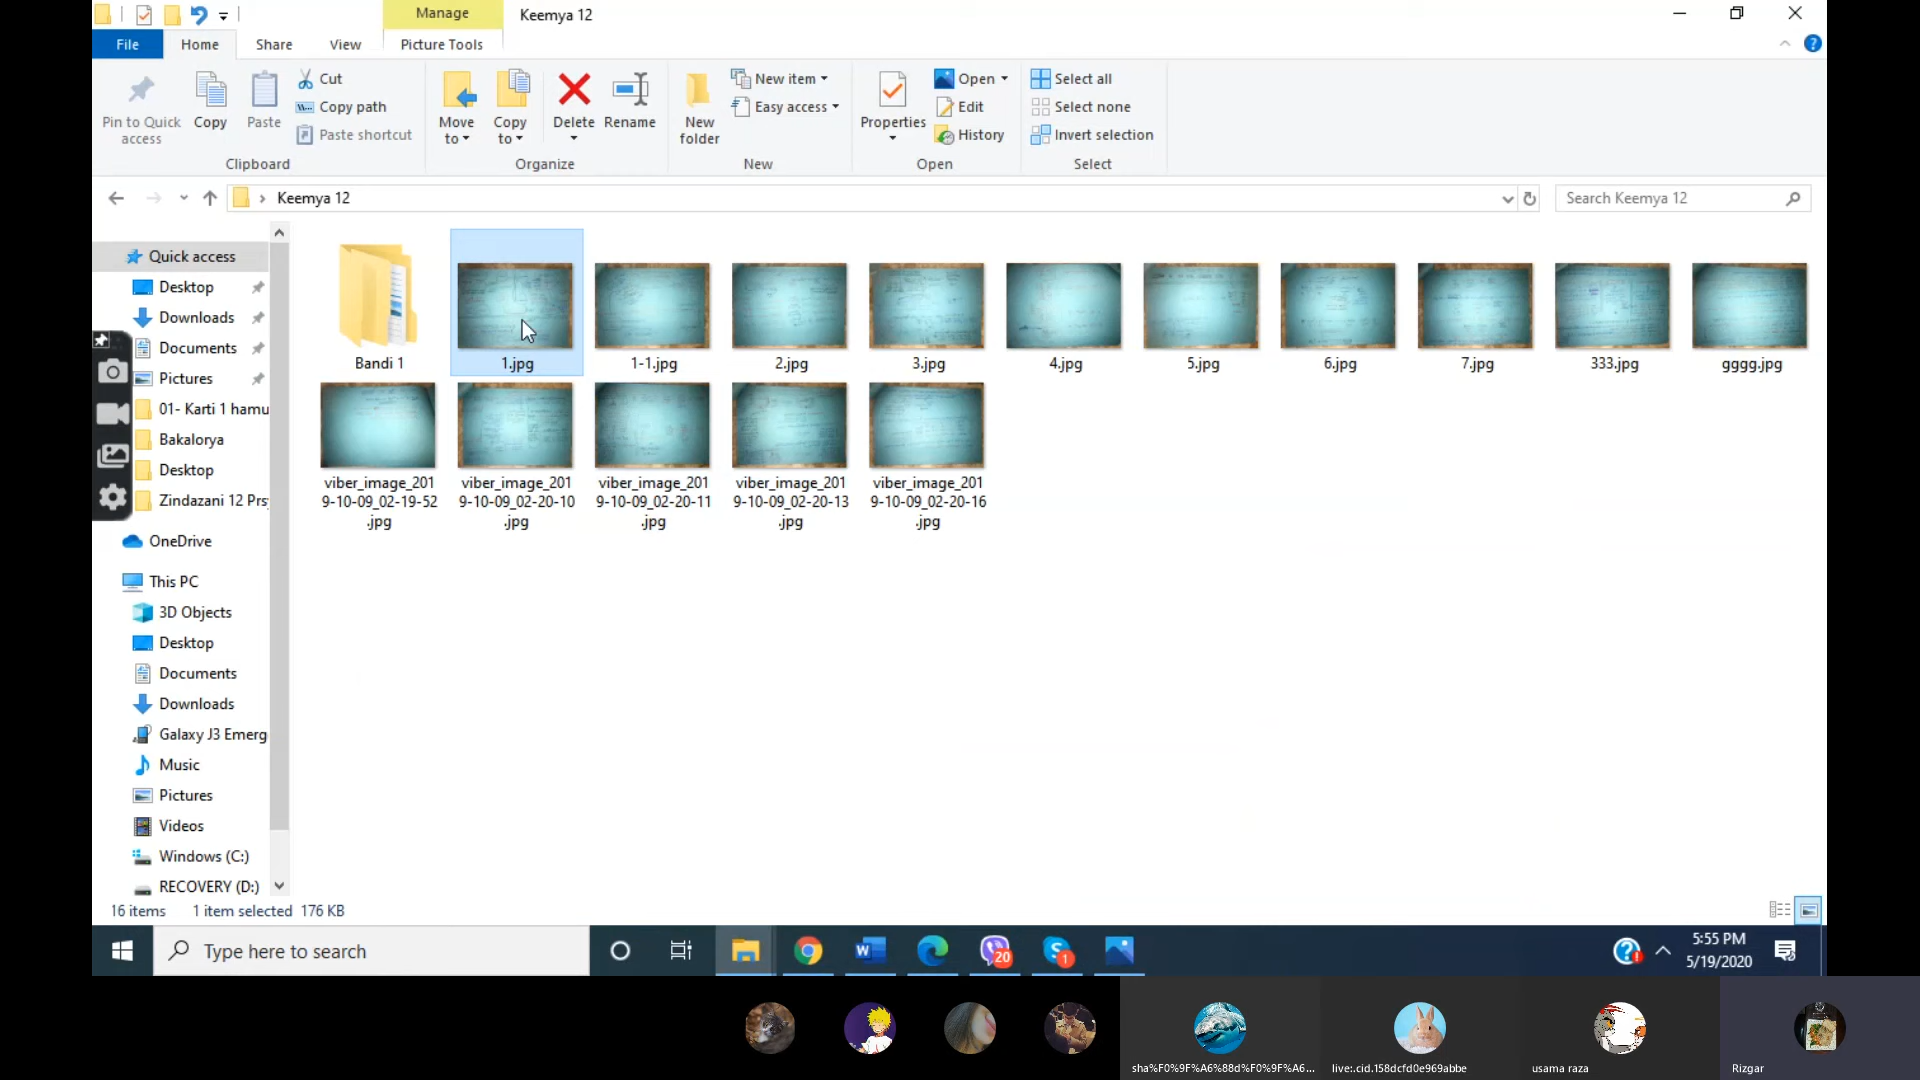 Manage
Keemya 12
File
Home
Share
View
Picture Tools
Pin to Quick access
Copy
Paste
Cut
Copy path
Paste shortcut
Clipboard
Move to
Copy to
Delete
Rename
Organize
New folder
New item
Easy access
New
Properties
Open
Edit
History
Open
Select all
Select none
Invert selection
Select
Keemya 12
Search Keemya 12
Quick access
Desktop
Downloads
Documents
Pictures
01- Karti 1 hamu
Bakalorya
Desktop
Zindazani 12 Prs
OneDrive
This PC
3D Objects
Desktop
Documents
Downloads
Galaxy J3 Emerg
Music
Pictures
Videos
Windows (C:)
RECOVERY (D:)
Bandi 1
1.jpg
1-1.jpg
2.jpg
3.jpg
4.jpg
5.jpg
6.jpg
7.jpg
333.jpg
gggg.jpg
viber_image_2019-10-09_02-19-52.jpg
viber_image_2019-10-09_02-20-10.jpg
viber_image_2019-10-09_02-20-11.jpg
viber_image_2019-10-09_02-20-13.jpg
viber_image_2019-10-09_02-20-16.jpg
16 items
1 item selected 176 KB
Type here to search
20
1
5:55 PM
5/19/2020
sha%F0%9F%A6%88d%F0%9F%A6...
live:.cid.158dcfd0e969abbe
usama raza
Rizgar